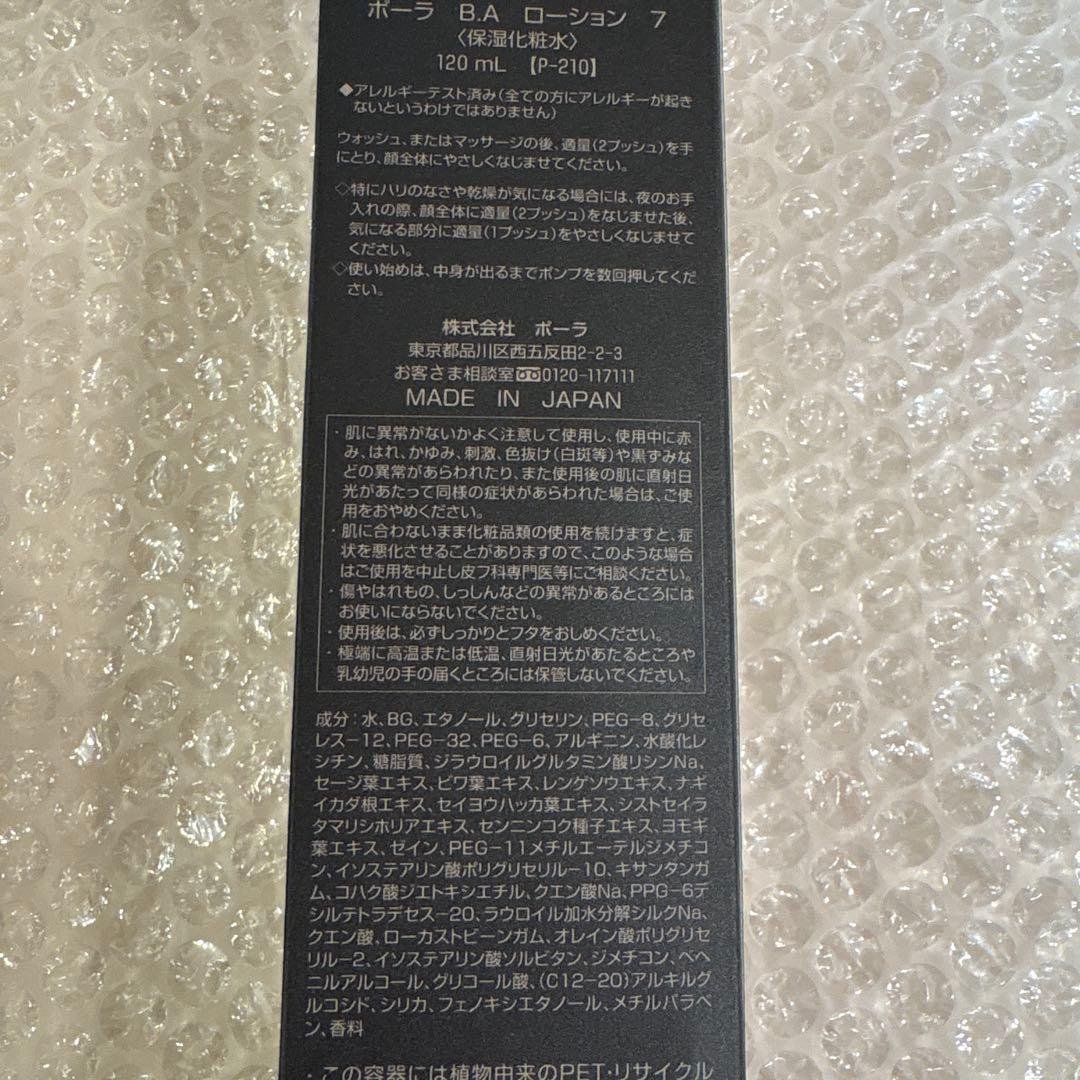 ポーラ B.A ローション 7
〈保湿化粧水〉
120 mL 【P-210】
◆アレルギーテスト済み(全ての方にアレルギーが起き
ないというわけではありません)
ウォッシュ、またはマッサージの後、適量(2プッシュ)を手
にとり、顔全体にやさしくなじませてください。
◇特にハリのなさや乾燥が気になる場合には、夜のお手
入れの際、顔全体に適量(2プッシュ)をなじませた後、
気になる部分に適量(1プッシュ)をやさしくなじませて
ください。
◇使い始めは、中身が出るまでポンプを数回押してくだ
さい。
株式会社 ポーラ
東京都品川区西五反田2-2-3
お客さま相談室 0120-117111
MADE IN JAPAN
・肌に異常がないかよく注意して使用し、使用中に赤
み、はれ、かゆみ、刺激、色抜け(白斑等)や黒ずみな
どの異常があらわれたり、また使用後の肌に直射日
光があたって同様の症状があらわれた場合は、ご使
用をおやめください。
・肌に合わないまま化粧品類の使用を続けますと、症
状を悪化させることがありますので、このような場合
はご使用を中止し皮フ科専門医等にご相談ください。
・傷やはれもの、しっしんなどの異常があるところには
お使いにならないでください。
・使用後は、必ずしっかりとフタをおしめください。
・極端に高温または低温、直射日光があたるところや
乳幼児の手の届くところには保管しないでください。
成分:水、BG、エタノール、グリセリン、PEG-8、グリセ
レス-12、PEG-32、PEG-6、アルギニン、水酸化レ
シチン、糖脂質、ジラウロイルグルタミン酸リシンNa、
セージ葉エキス、ビワ葉エキス、レンゲソウエキス、ナギ
イカダ根エキス、セイヨウハッカ葉エキス、シストセイラ
タマリシホリアエキス、センニンコク種子エキス、ヨモギ
葉エキス、ゼイン、PEG-11メチルエーテルジメチコ
ン、イソステアリン酸ポリグリセリル-10、キサンタンガ
ム、コハク酸ジエトキシエチル、クエン酸Na、PPG-6デ
シルテトラデセス-20、ラウロイル加水分解シルクNa、
クエン酸、ローカストビーンガム、オレイン酸ポリグリセ
リル-2、イソステアリン酸ソルビタン、ジメチコン、ベヘ
ニルアルコール、グリコール酸、(C12-20)アルキルグ
ルコシド、シリカ、フェノキシエタノール、メチルパラベ
ン、香料
・この容器には植物由来のPET・リサイクル